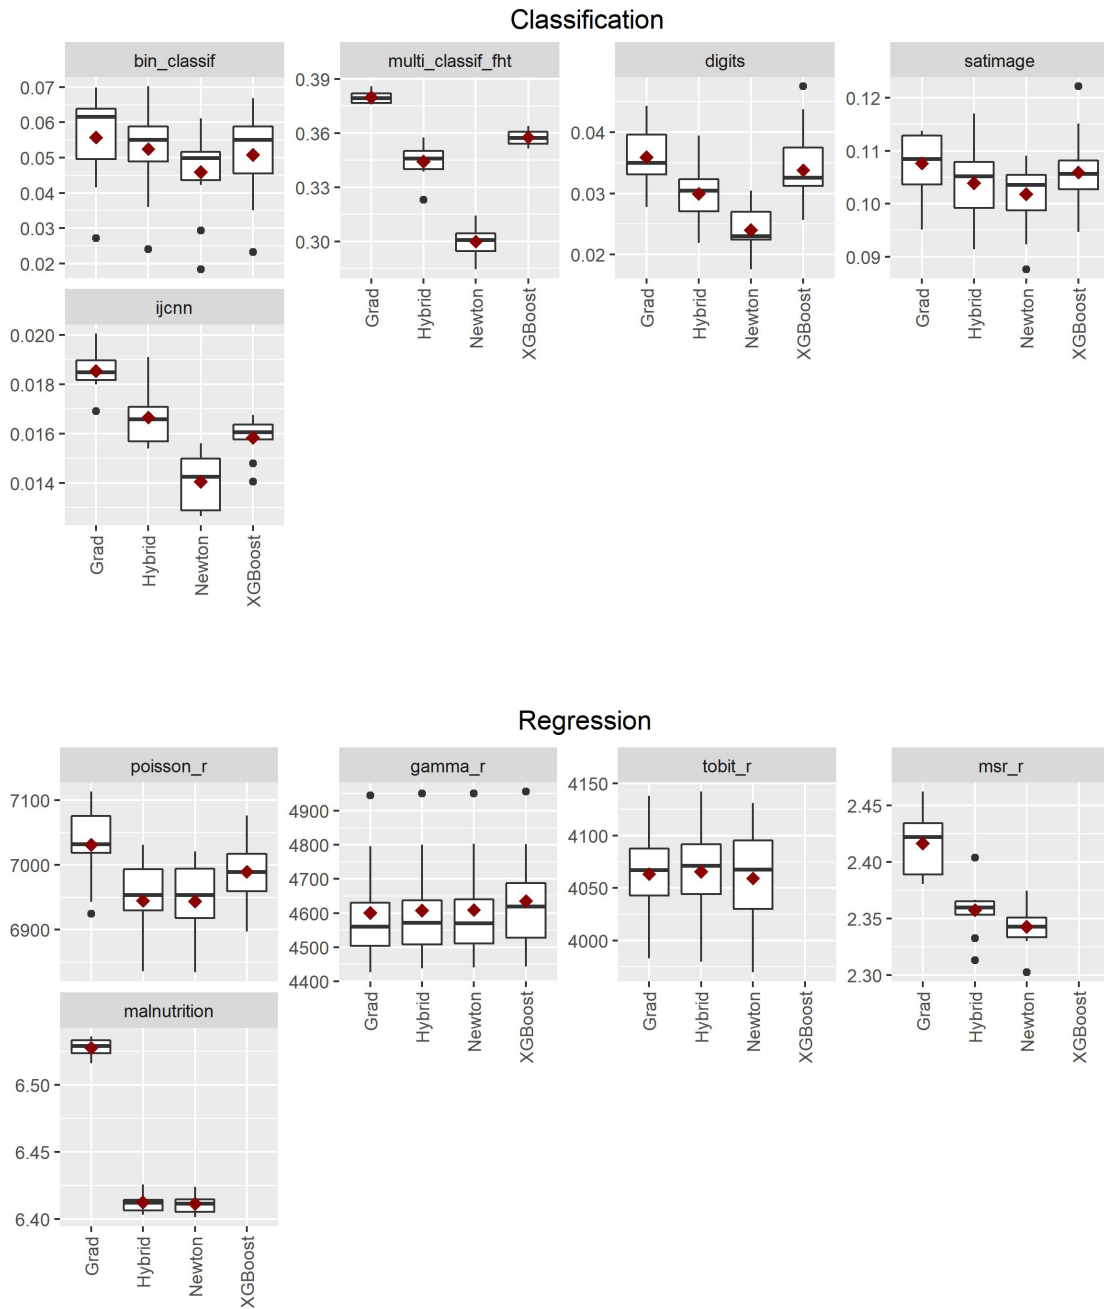 Classification
bin_classif
multi_classif_fht
digits
satimage
0.07
0.06
0.05
0.04
0.03
0.02
0.39
0.36
0.33
0.30
0.04
0.03
0.02
0.12
0.11
0.10
0.09
Grad
Hybrid
Newton
XGBoost
Grad
Hybrid
Newton
XGBoost
Grad
Hybrid
Newton
XGBoost
ijcnn
0.020
0.018
0.016
0.014
Grad
Hybrid
Newton
XGBoost
Regression
poisson_r
gamma_r
tobit_r
msr_r
7100
7000
6900
4900
4800
4700
4600
4500
4400
4150
4100
4050
4000
2.45
2.40
2.35
2.30
Grad
Hybrid
Newton
XGBoost
Grad
Hybrid
Newton
XGBoost
Grad
Hybrid
Newton
XGBoost
malnutrition
6.50
6.45
6.40
Grad
Hybrid
Newton
XGBoost